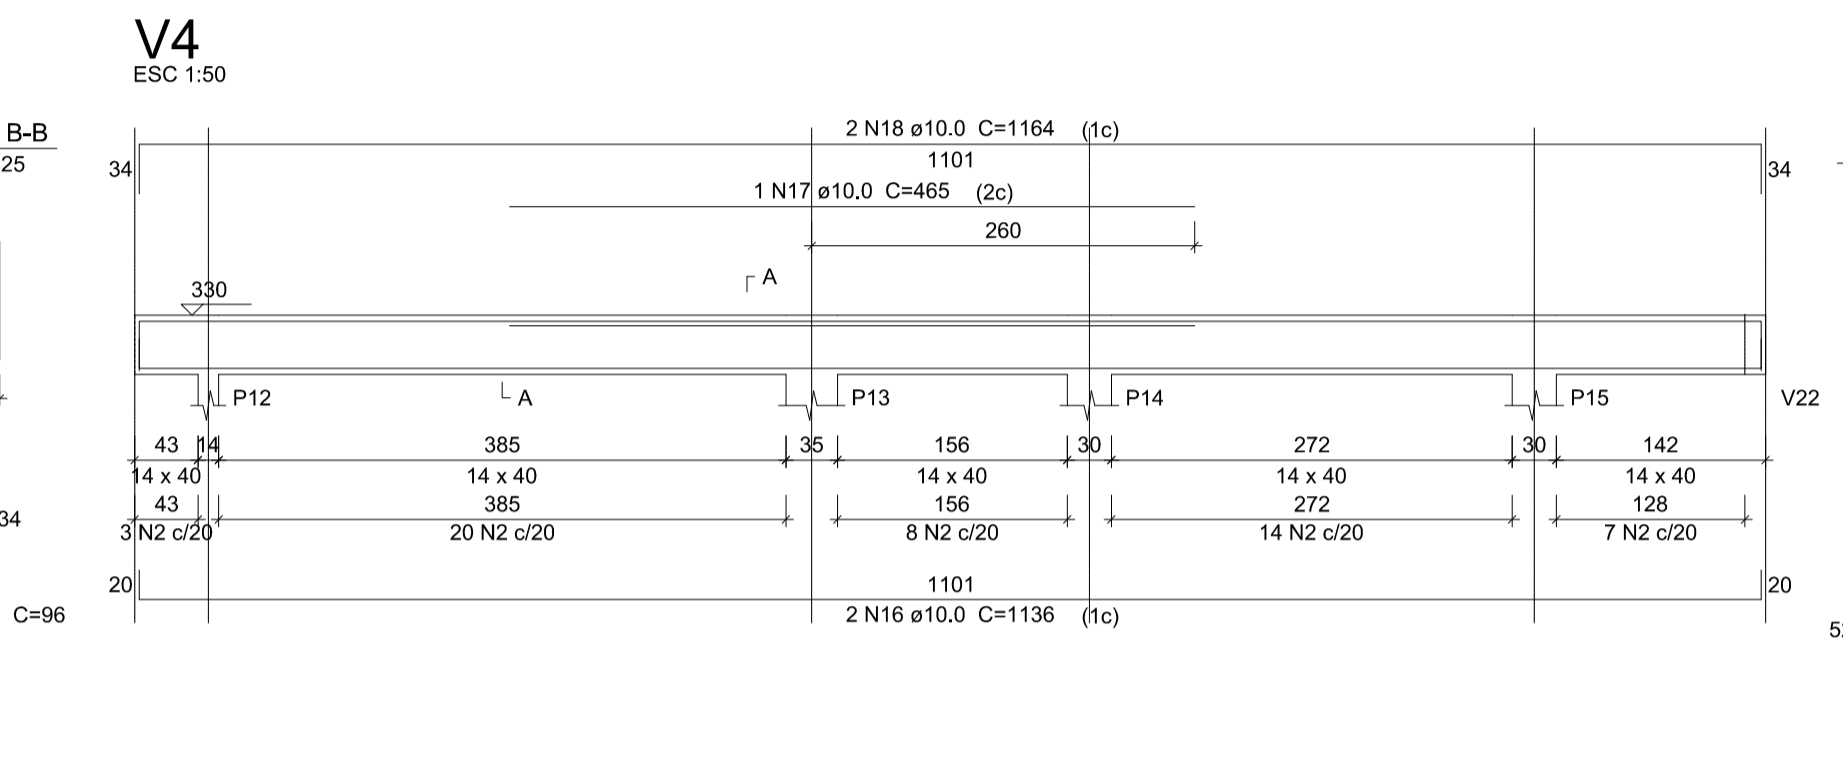 V4
ESC 1:50
B-B
25
2 N18 ø10.0 C=1164 (1c)
34
1101
34
1 N17 ø10.0 C=465 (2c)
260
A
330
P12
A
P13
P14
P15
V22
43 14 385 35 156 30 272 30 142
14 x 40 14 x 40 14 x 40 14 x 40 14 x 40
34
43 385 156 272 128
3 N2 c/20 20 N2 c/20 8 N2 c/20 14 N2 c/20 7 N2 c/20
20
1101
20
C=96
2 N16 ø10.0 C=1136 (1c)